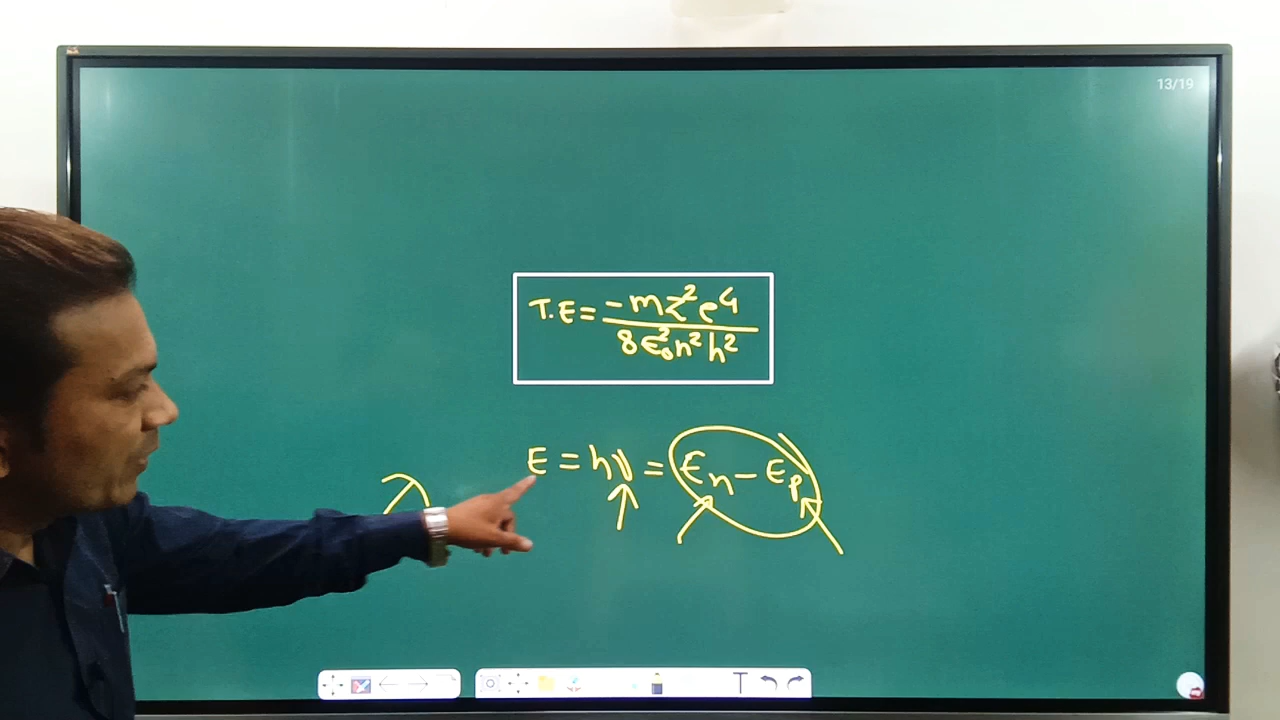 13/19
T.E = -mz²e⁴ / 8ϵ₀²n²h²
E = hν = Eₙ - Eₚ
λ
T